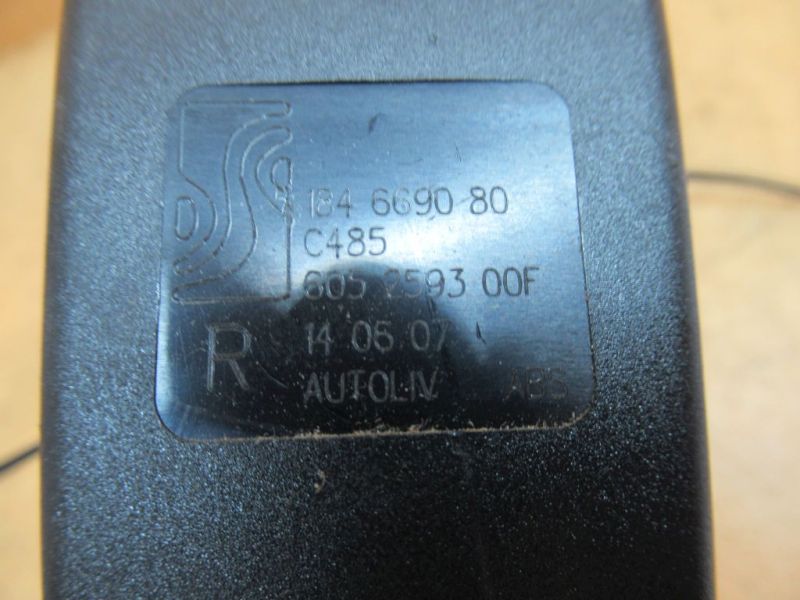 184 6690 80
C485
605 2593 00F
R 14 05 07
AUTOLIV ABS